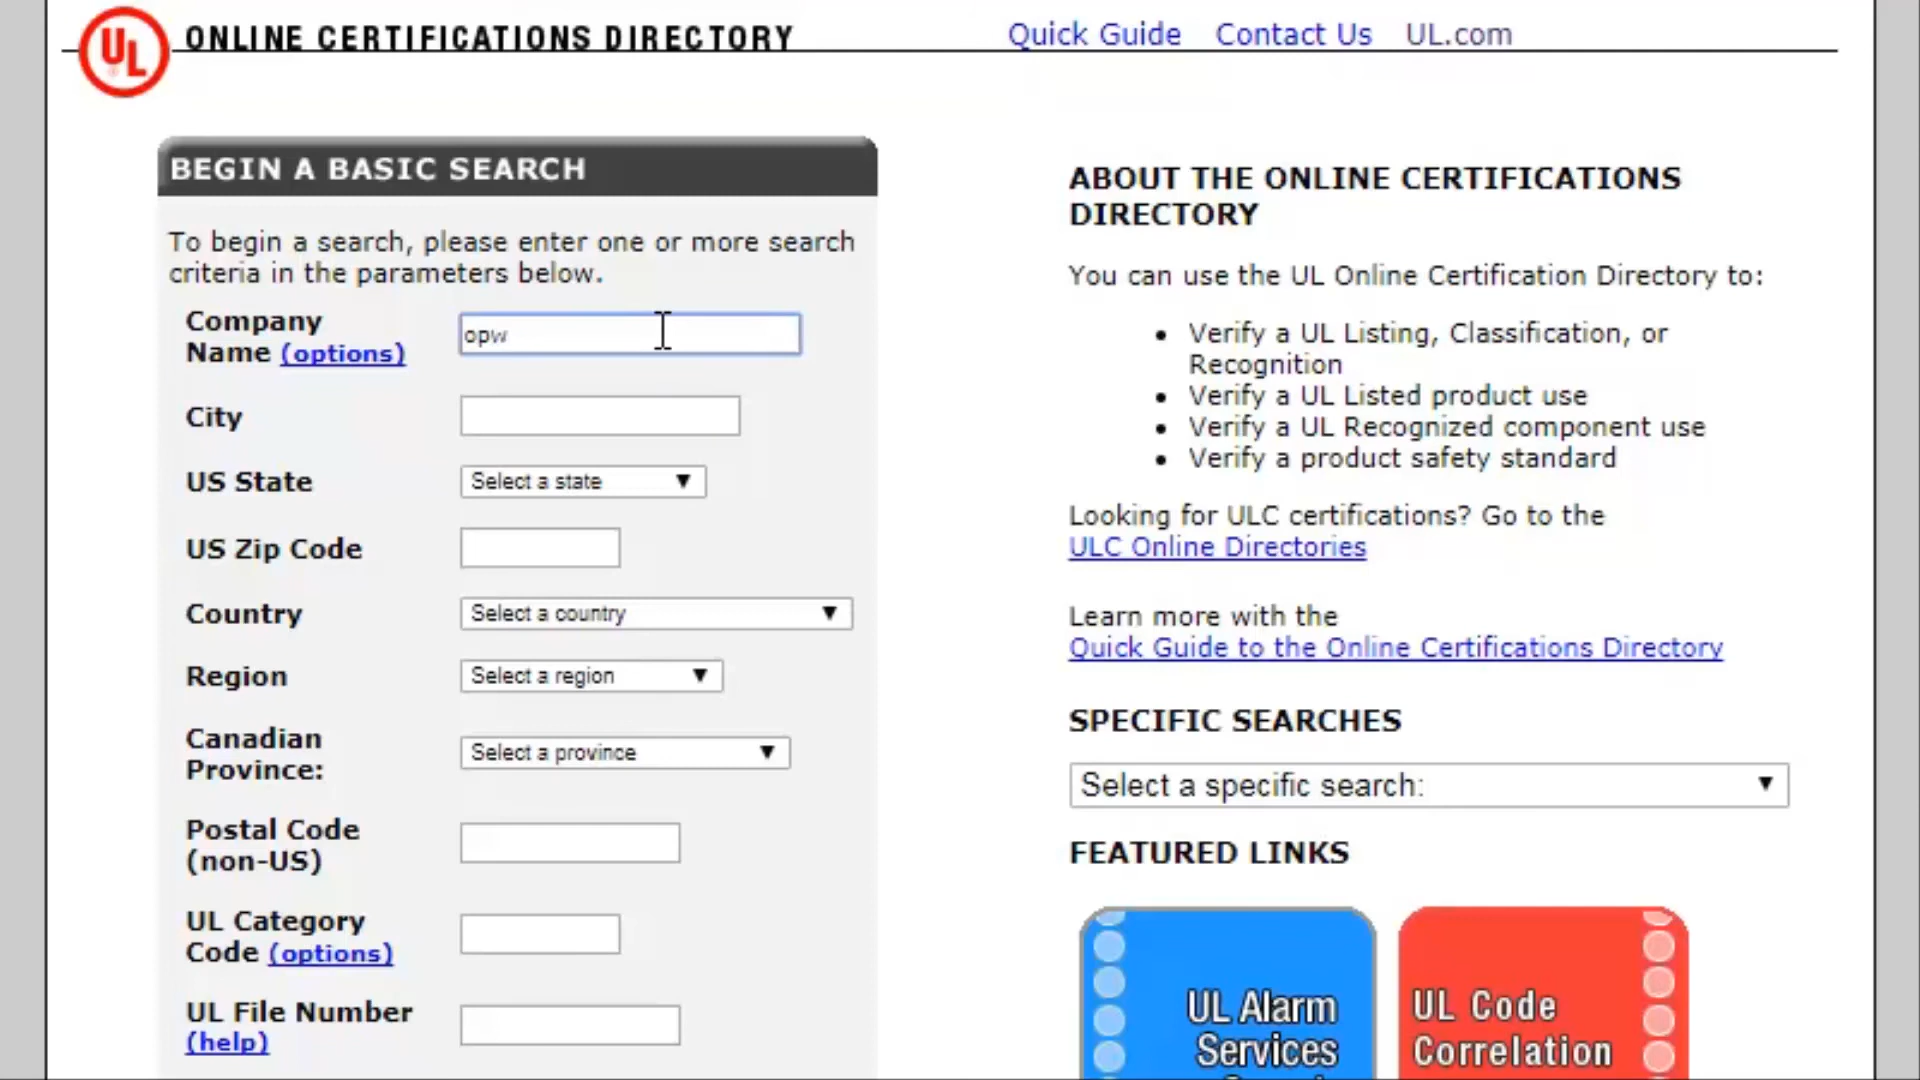 UL
ONLINE CERTIFICATIONS DIRECTORY
Quick Guide
Contact Us
UL.com
BEGIN A BASIC SEARCH
To begin a search, please enter one or more search
criteria in the parameters below.
Company
Name (options)
opw
City
US State
Select a state
US Zip Code
Country
Select a country
Region
Select a region
Canadian
Province:
Select a province
Postal Code
(non-US)
UL Category
Code (options)
UL File Number
(help)
ABOUT THE ONLINE CERTIFICATIONS
DIRECTORY
You can use the UL Online Certification Directory to:
• Verify a UL Listing, Classification, or
Recognition
• Verify a UL Listed product use
• Verify a UL Recognized component use
• Verify a product safety standard
Looking for ULC certifications? Go to the
ULC Online Directories
Learn more with the
Quick Guide to the Online Certifications Directory
SPECIFIC SEARCHES
Select a specific search:
FEATURED LINKS
UL Alarm
Services
UL Code
Correlation